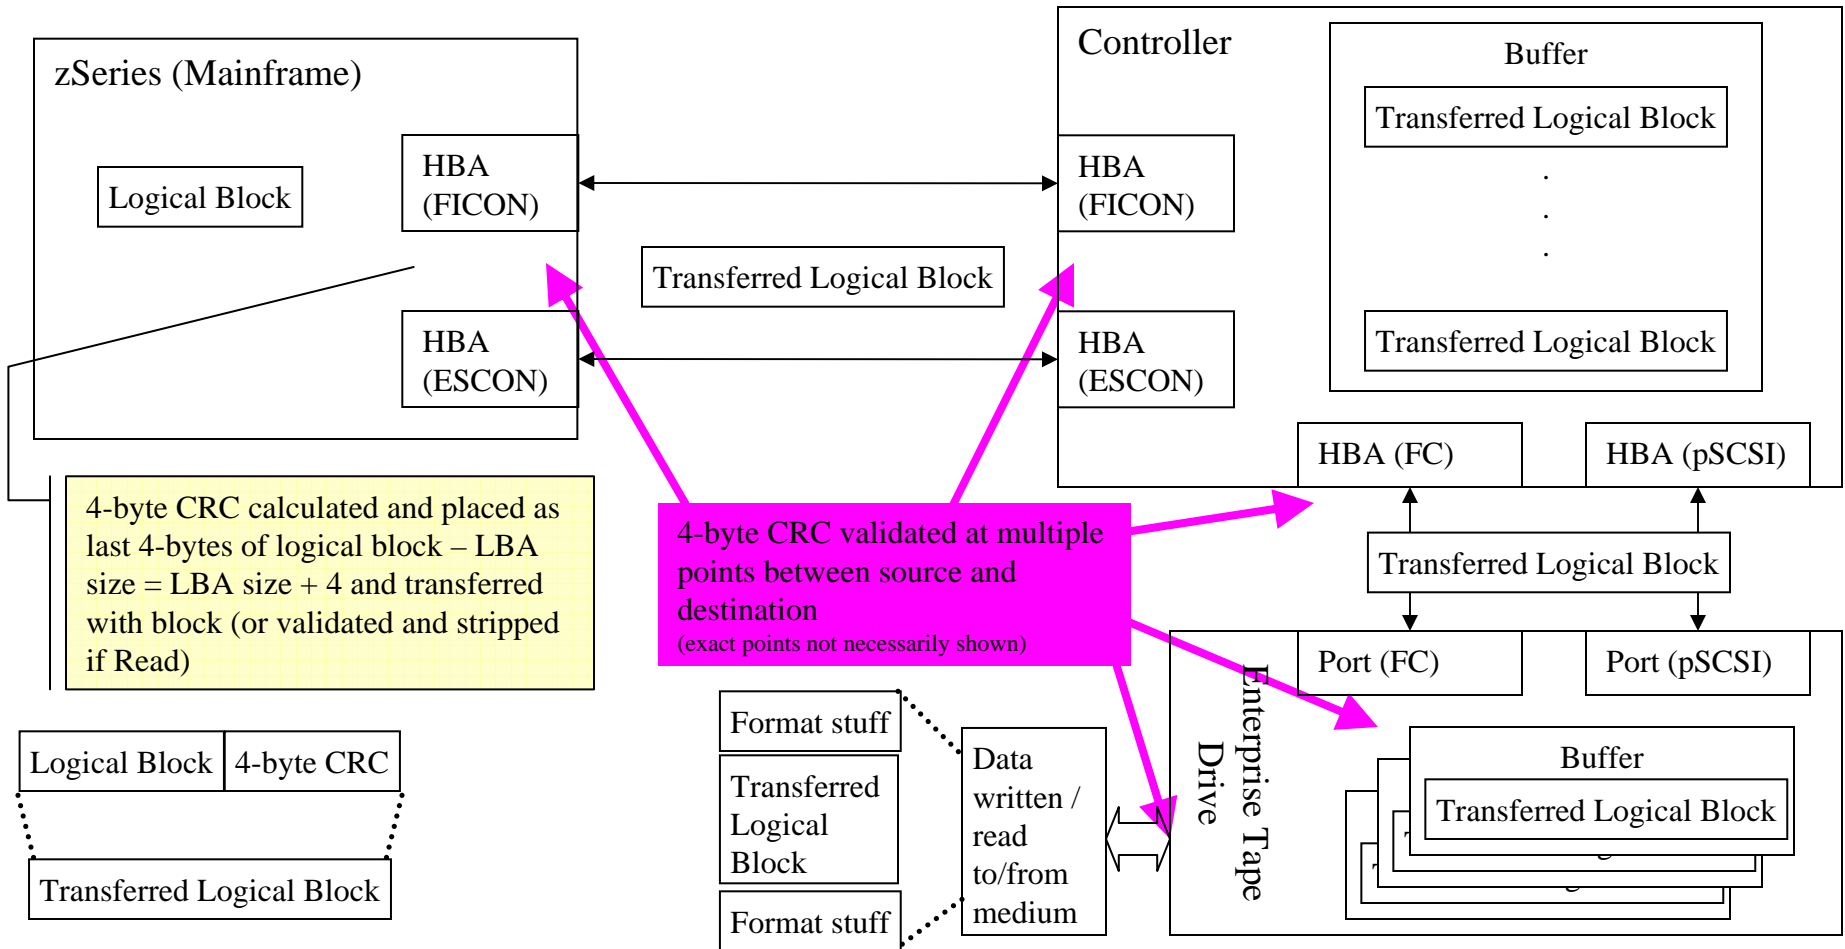 zSeries (Mainframe)
Logical Block
HBA
(FICON)
HBA
(ESCON)
Transferred Logical Block
Controller
HBA
(FICON)
HBA
(ESCON)
Buffer
Transferred Logical Block
.
.
.
Transferred Logical Block
HBA (FC)
HBA (pSCSI)
4-byte CRC calculated and placed as
last 4-bytes of logical block – LBA
size = LBA size + 4 and transferred
with block (or validated and stripped
if Read)
4-byte CRC validated at multiple
points between source and
destination
(exact points not necessarily shown)
Transferred Logical Block
Port (FC)
Port (pSCSI)
Enterprise Tape
Drive
Buffer
Transferred Logical Block
Logical Block
4-byte CRC
Transferred Logical Block
Format stuff
Transferred
Logical
Block
Format stuff
Data
written /
read
to/from
medium